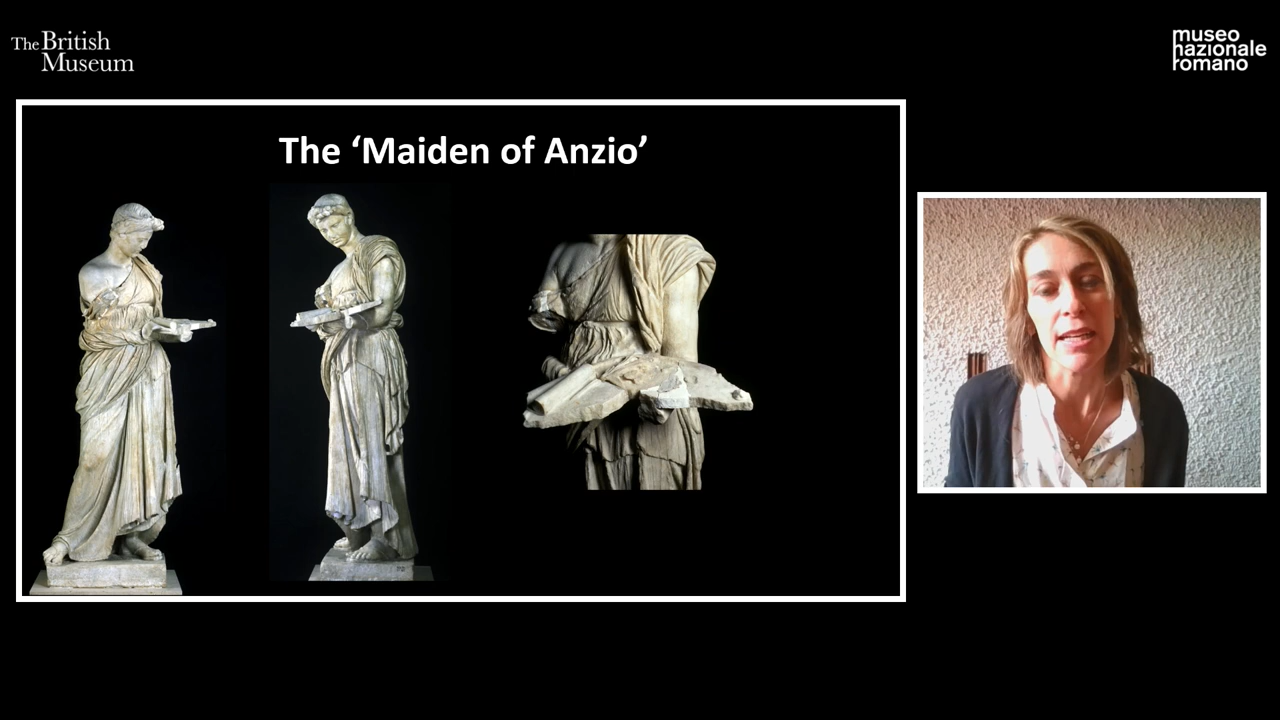 The British
Museum
museo
nazionale
romano
The ‘Maiden of Anzio’